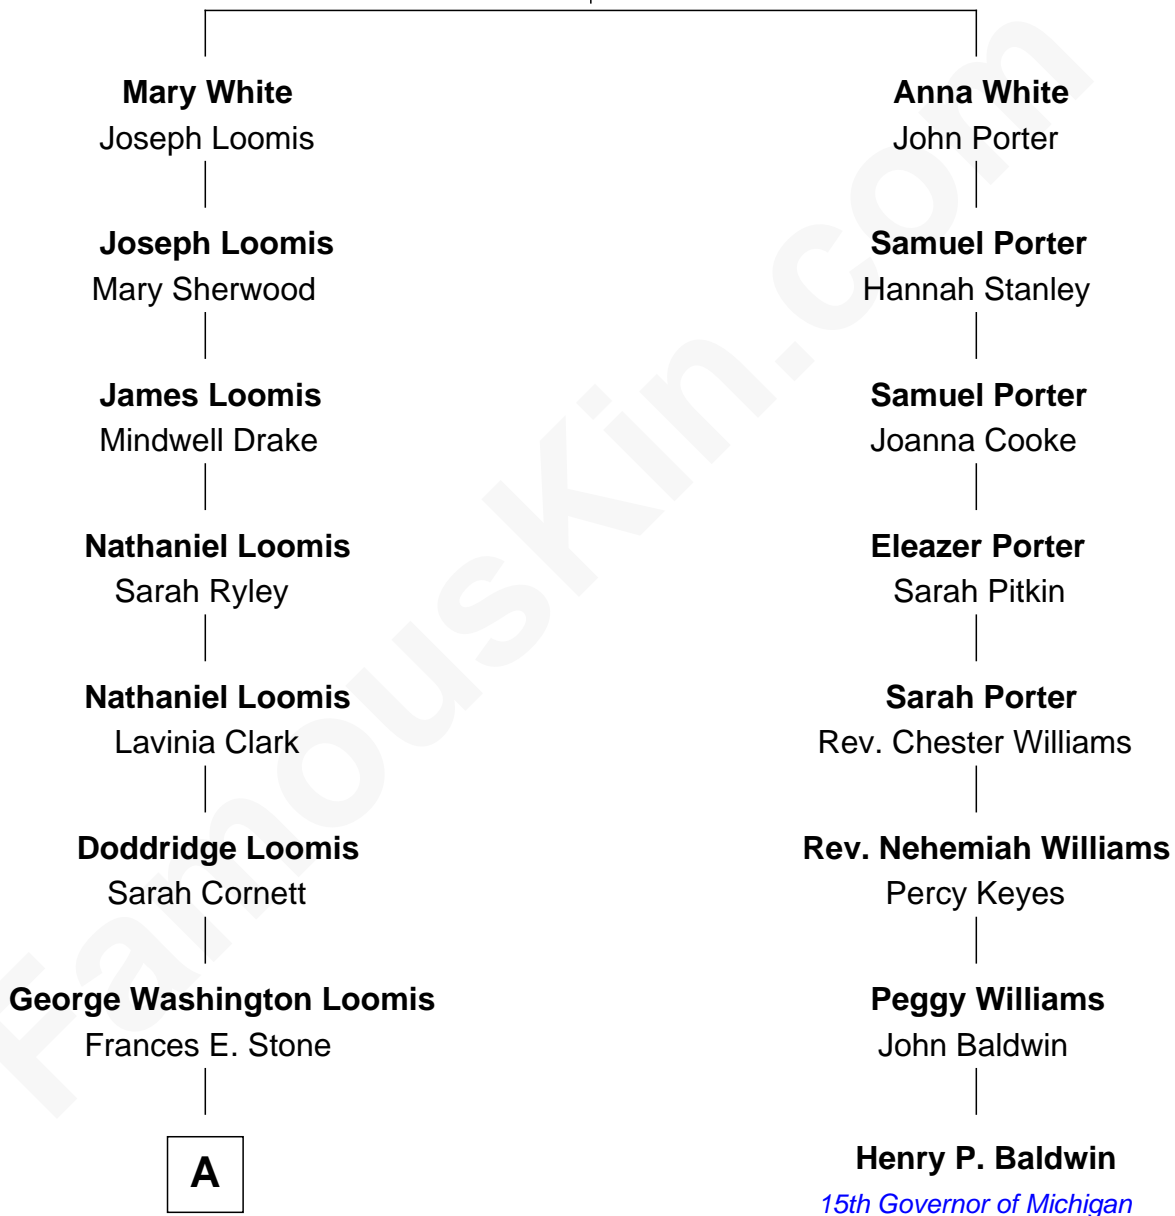 Mary White
Joseph Loomis
Joseph Loomis
Mary Sherwood
James Loomis
Mindwell Drake
Nathaniel Loomis
Sarah Ryley
Nathaniel Loomis
Lavinia Clark
Doddridge Loomis
Sarah Cornett
George Washington Loomis
Frances E. Stone
A
Anna White
John Porter
Samuel Porter
Hannah Stanley
Samuel Porter
Joanna Cooke
Eleazer Porter
Sarah Pitkin
Sarah Porter
Rev. Chester Williams
Rev. Nehemiah Williams
Percy Keyes
Peggy Williams
John Baldwin
Henry P. Baldwin
15th Governor of Michigan
FamousKin.com